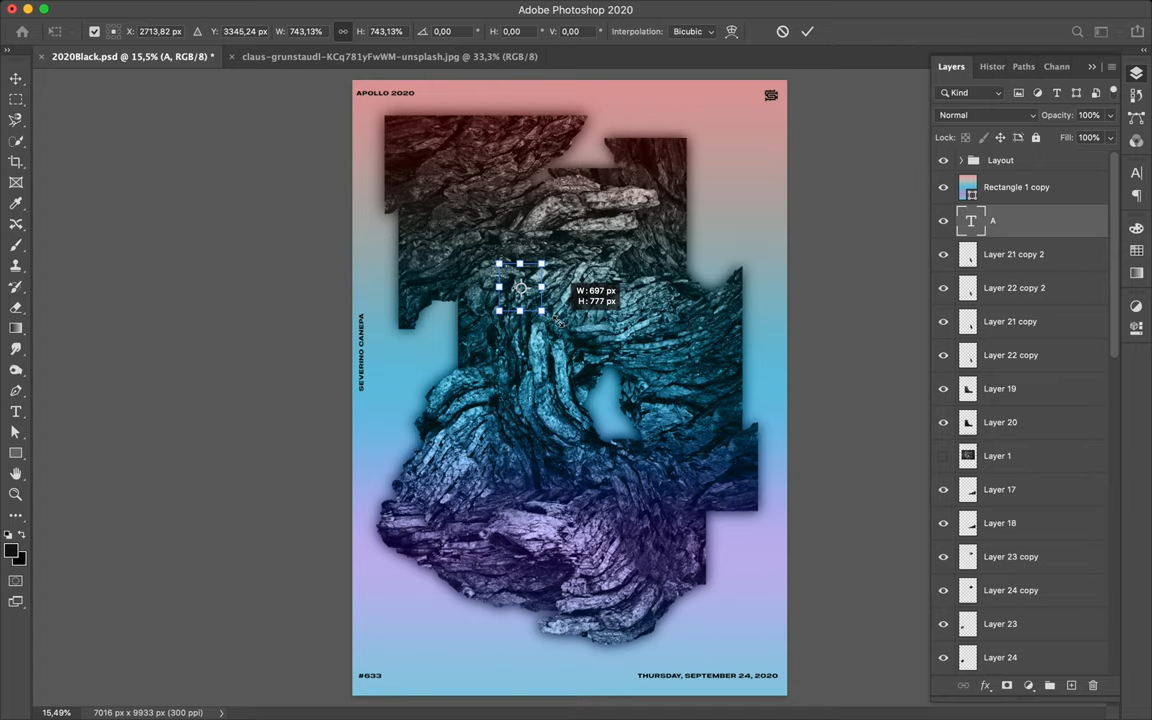 Adobe Photoshop 2020
X: 2713,82 px Y: 3345,24 px W: 743,13% H: 743,13% 0,00 H: 0,00 V: 0,00 Interpolation: Bicubic
2020Black.psd @ 15,5% (A, RGB/8) * claus-grunstaudl-KCq781yFwWM-unsplash.jpg @ 33,3% (RGB/8)
Layers Histor Paths Chann
Kind
Normal Opacity: 100%
Lock: Fill: 100%
Layout
Rectangle 1 copy
T A
Layer 21 copy 2
Layer 22 copy 2
Layer 21 copy
Layer 22 copy
Layer 19
Layer 20
Layer 1
Layer 17
Layer 18
Layer 23 copy
Layer 24 copy
Layer 23
Layer 24
APOLLO 2020
W: 697 px
H: 777 px
SEVERINO CANEPA
#633 THURSDAY, SEPTEMBER 24, 2020
15,49% 7016 px x 9933 px (300 ppi)